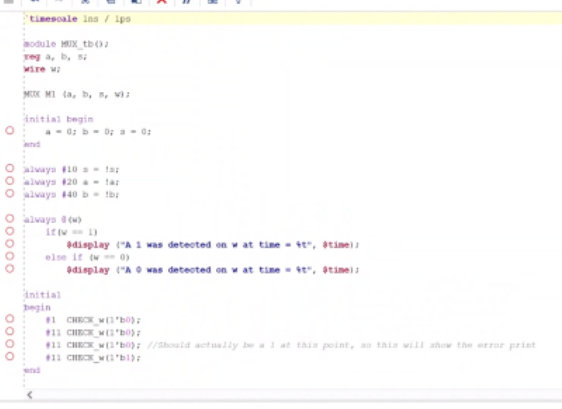 `timescale 1ns / 1ps
module MUX_tb();
reg a, b, s;
wire w;
MUX M1 (a, b, s, w);
initial begin
a = 0; b = 0; s = 0;
end
always #10 s = !s;
always #20 a = !a;
always #40 b = !b;
always @(w)
if(w == 1)
$display ("A 1 was detected on w at time = %t", $time);
else if (w == 0)
$display ("A 0 was detected on w at time = %t", $time);
initial
begin
#1 CHECK_w(1'b0);
#11 CHECK_w(1'b0);
#11 CHECK_w(1'b0); //Should actually be a 1 at this point, so this will show the error print
#11 CHECK_w(1'b1);
end